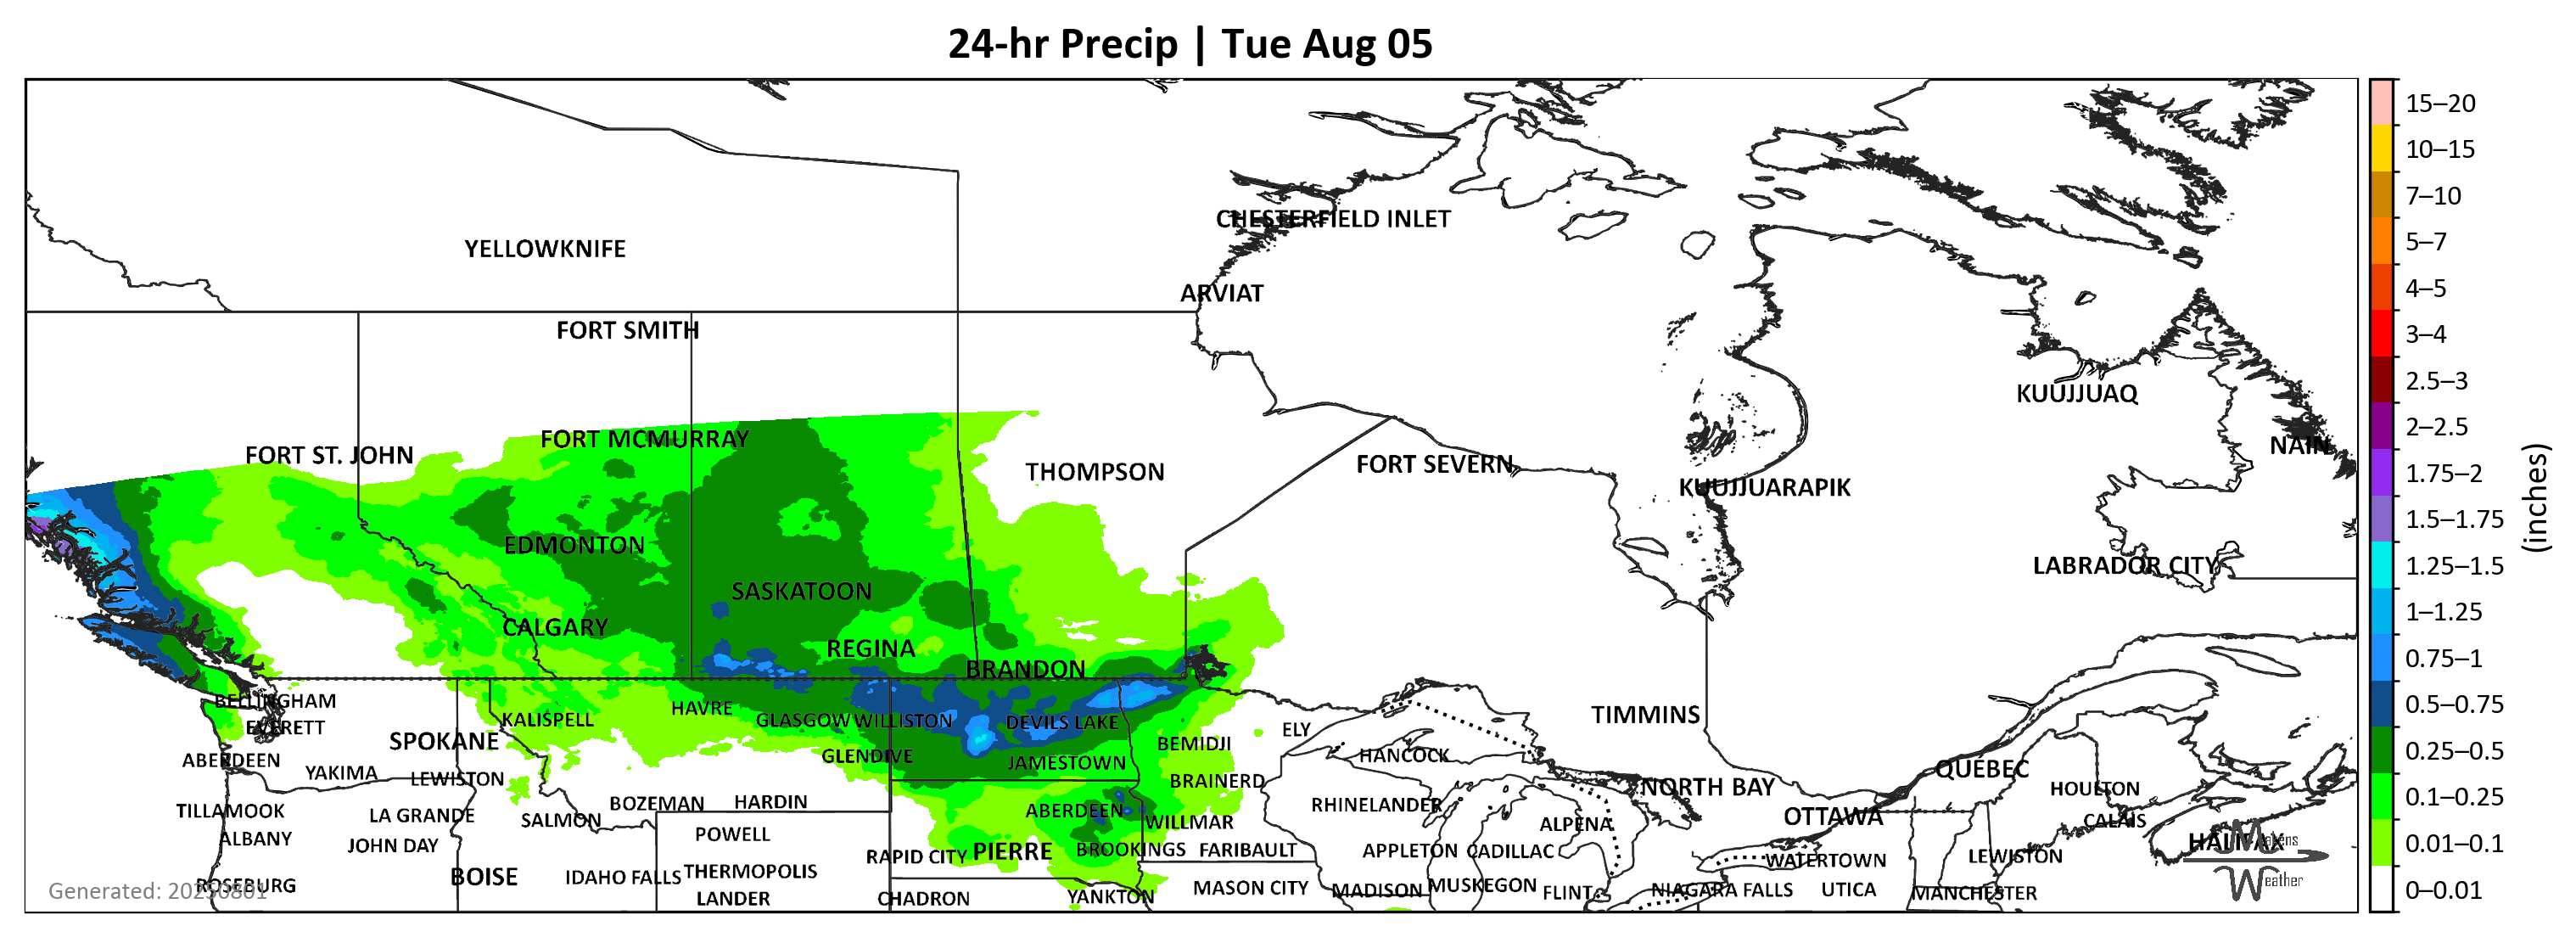 24-hr Precip | Tue Aug 05
15–20
10–15
7–10
5–7
4–5
3–4
2.5–3
2–2.5
1.75–2
1.5–1.75
1.25–1.5
1–1.25
0.75–1
0.5–0.75
0.25–0.5
0.1–0.25
0.01–0.1
0–0.01
(inches)
CHESTERFIELD INLET
YELLOWKNIFE
ARVIAT
FORT SMITH
KUUJJUAQ
FORT MCMURRAY
NAIN
FORT ST. JOHN
FORT SEVERN
THOMPSON
KUUJJUARAPIK
EDMONTON
LABRADOR CITY
SASKATOON
CALGARY
REGINA
BRANDON
BELLINGHAM
HAVRE
TIMMINS
KALISPELL
GLASGOW
WILLISTON
DEVILS LAKE
EVERETT
ELY
SPOKANE
BEMIDJI
HANCOCK
GLENDIVE
ABERDEEN
JAMESTOWN
QUÉBEC
YAKIMA
LEWISTON
BRAINERD
NORTH BAY
HOULTON
BOZEMAN
HARDIN
RHINELANDER
TILLAMOOK
LA GRANDE
ABERDEEN
OTTAWA
SALMON
WILLMAR
ALPENA
CALAIS
ALBANY
POWELL
JOHN DAY
HALIFAX
RAPID CITY
PIERRE
BROOKINGS
FARIBAULT
APPLETON
CADILLAC
WATERTOWN
LEWISTON
BOISE
IDAHO FALLS
THERMOPOLIS
ROSEBURG
MASON CITY
MADISON
MUSKEGON
FLINT
NIAGARA FALLS
UTICA
MANCHESTER
LANDER
CHADRON
YANKTON
Generated: 20250801
Weather